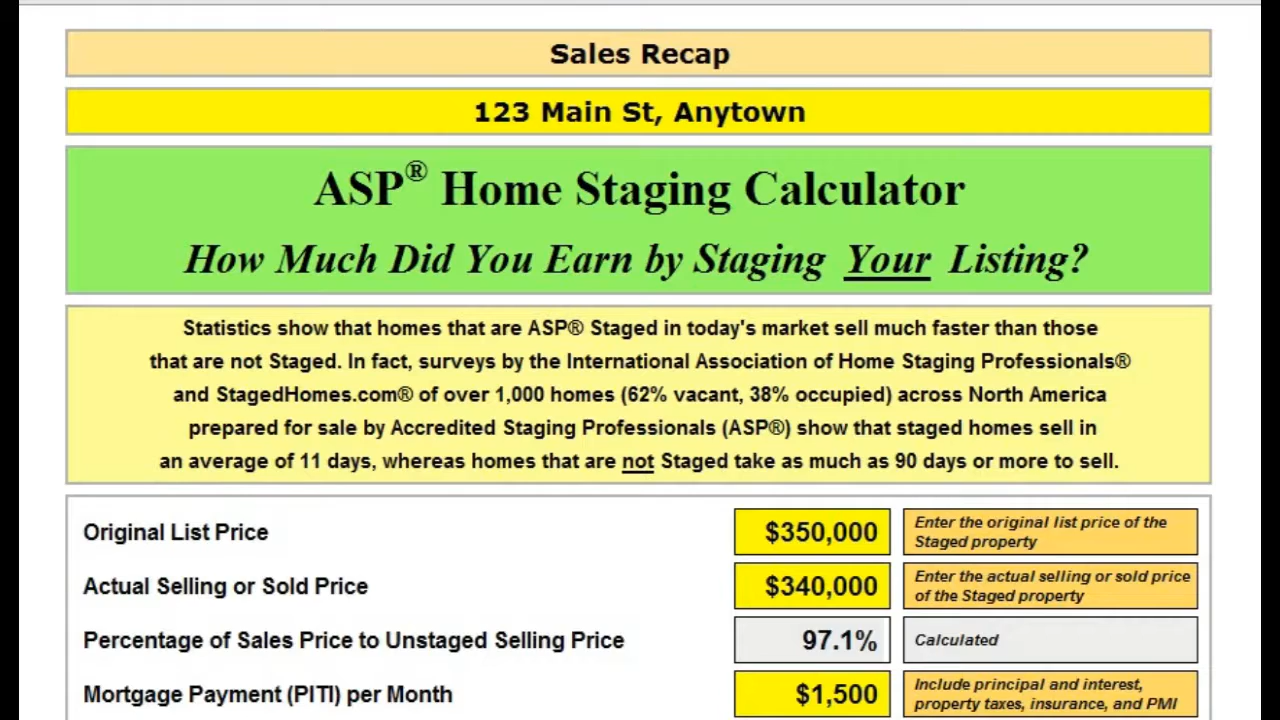 Sales Recap
123 Main St, Anytown
ASP® Home Staging Calculator
How Much Did You Earn by Staging Your Listing?
Statistics show that homes that are ASP® Staged in today's market sell much faster than those
that are not Staged. In fact, surveys by the International Association of Home Staging Professionals®
and StagedHomes.com® of over 1,000 homes (62% vacant, 38% occupied) across North America
prepared for sale by Accredited Staging Professionals (ASP®) show that staged homes sell in
an average of 11 days, whereas homes that are not Staged take as much as 90 days or more to sell.
Original List Price
$350,000
Enter the original list price of the
Staged property
Actual Selling or Sold Price
$340,000
Enter the actual selling or sold price
of the Staged property
Percentage of Sales Price to Unstaged Selling Price
97.1%
Calculated
Mortgage Payment (PITI) per Month
$1,500
Include principal and interest,
property taxes, insurance, and PMI